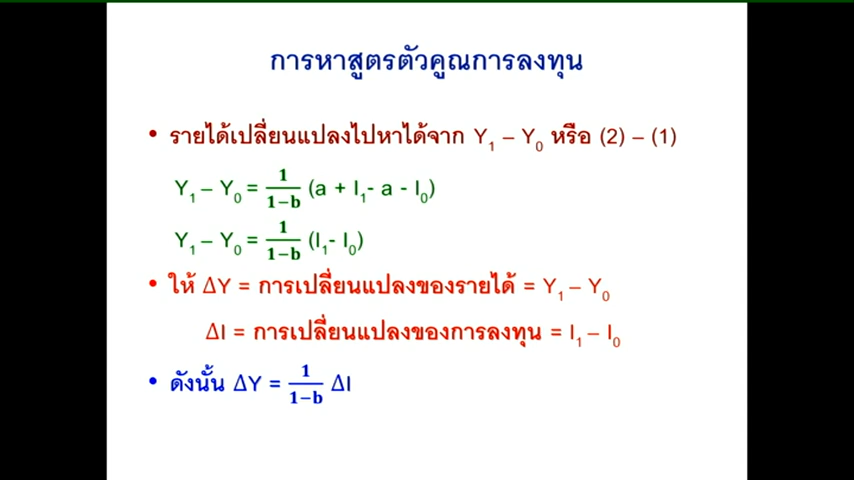 การหาสูตรตัวคูณการลงทุน
• รายได้เปลี่ยนแปลงไปหาได้จาก Y₁ – Y₀ หรือ (2) – (1)
Y₁ – Y₀ = 1/1−b (a + I₁- a - I₀)
Y₁ – Y₀ = 1/1−b (I₁- I₀)
• ให้ ΔY = การเปลี่ยนแปลงของรายได้ = Y₁ – Y₀
ΔI = การเปลี่ยนแปลงของการลงทุน = I₁ – I₀
• ดังนั้น ΔY = 1/1−b ΔI